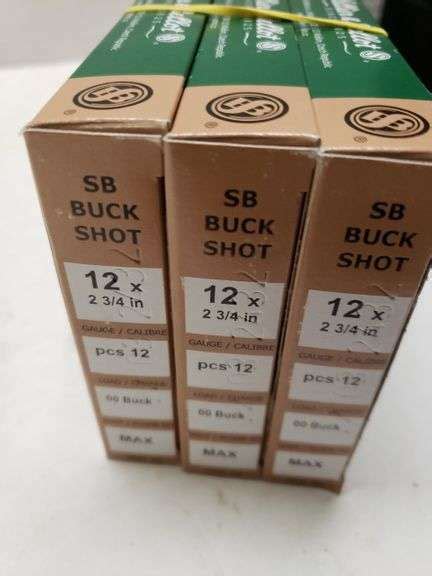 SB
BUCK
SHOT
12 x
2 3/4 in
GAUGE / CALIBRE
pcs 12
00 Buck
MAX
SB
BUCK
SHOT
12 x
2 3/4 in
GAUGE / CALIBRE
pcs 12
00 Buck
MAX
SB
BUCK
SHOT
12 x
2 3/4 in
GAUGE / CALIBRE
pcs 12
00 Buck
MAX